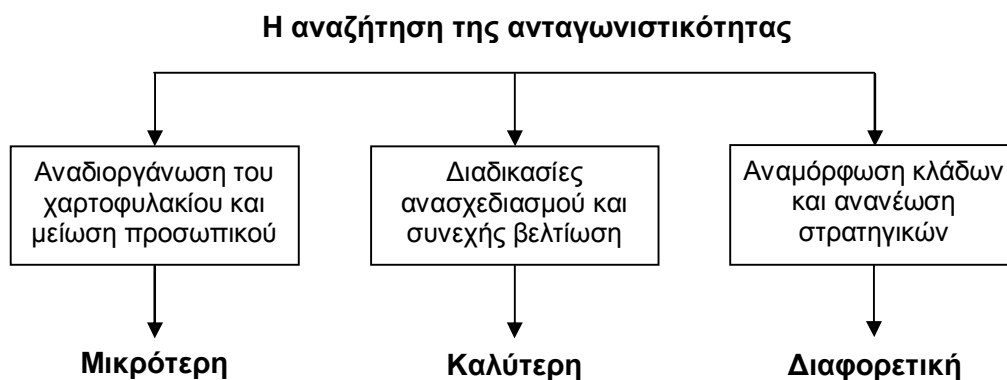 Η αναζήτηση της ανταγωνιστικότητας
Αναδιοργάνωση του
χαρτοφυλακίου και
μείωση προσωπικού
Διαδικασίες
ανασχεδιασμού και
συνεχής βελτίωση
Αναμόρφωση κλάδων
και ανανέωση
στρατηγικών
Μικρότερη
Καλύτερη
Διαφορετική